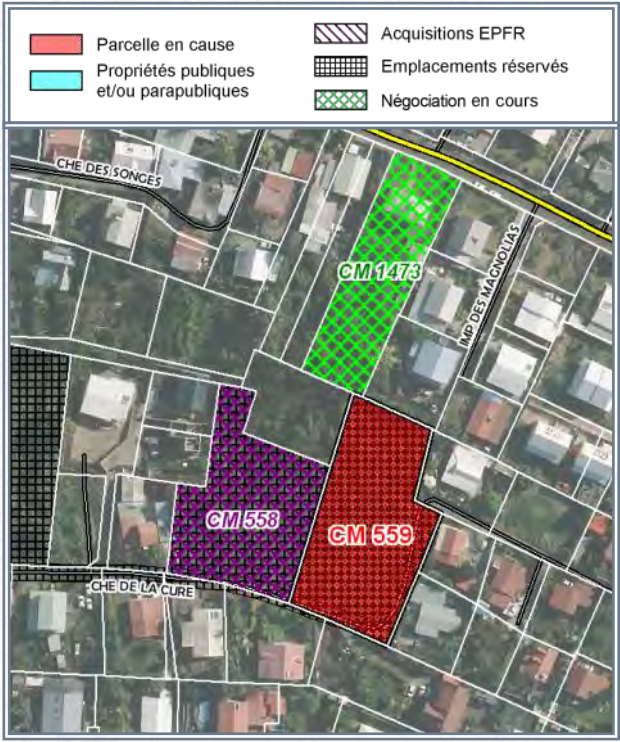 Parcelle en cause
Propriétés publiques
et/ou parapubliques
Acquisitions EPFR
Emplacements réservés
Négociation en cours
CHE DES SONGES
CM 1473
IMP DES MAGNOLIAS
CM 558
CM 559
CHE DE LA CURE